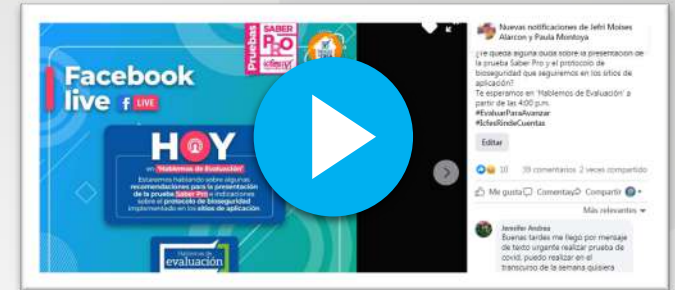 Pruebas
SABER
PRO
icfes
Facebook
live f LIVE
HOY
en 'Hablemos de Evaluación'
Estaremos hablando sobre algunas
recomendaciones para la presentación
de la prueba Saber Pro e indicaciones
sobre el protocolo de bioseguridad
implementado en los sitios de aplicación
Hablemos de
evaluación
Nuevas notificaciones de Jefri Moises
Alarcon y Paula Montoya
¿Te queda alguna duda sobre la presentación de
la prueba Saber Pro y el protocolo de
bioseguridad que seguiremos en los sitios de
aplicación?
Te esperamos en 'Hablemos de Evaluación' a
partir de las 4:00 p.m.
#EvaluarParaAvanzar
#IcfesRindeCuentas
Editar
10 39 comentarios 2 veces compartido
Me gusta Comentar Compartir
Más relevantes
Jennifer Andrea
Buenas tardes me llego por mensaje
de texto urgente realizar prueba de
covid, puedo realizar en el
transcurso de la semana quisiera